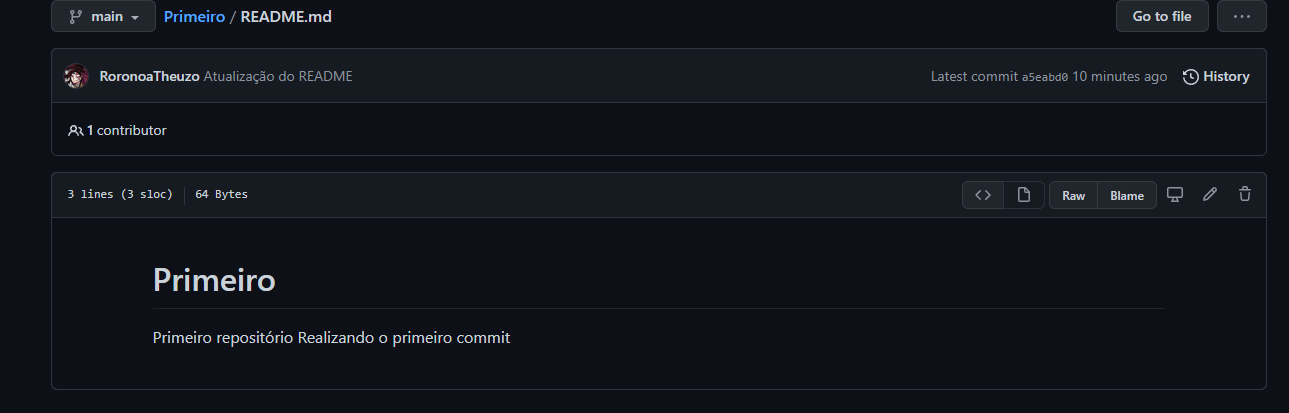 main
Primeiro / README.md
Go to file
RoronoaTheuzo Atualização do README
Latest commit a5eabd0 10 minutes ago
History
1 contributor
3 lines (3 sloc)
64 Bytes
Raw
Blame
Primeiro
Primeiro repositório Realizando o primeiro commit